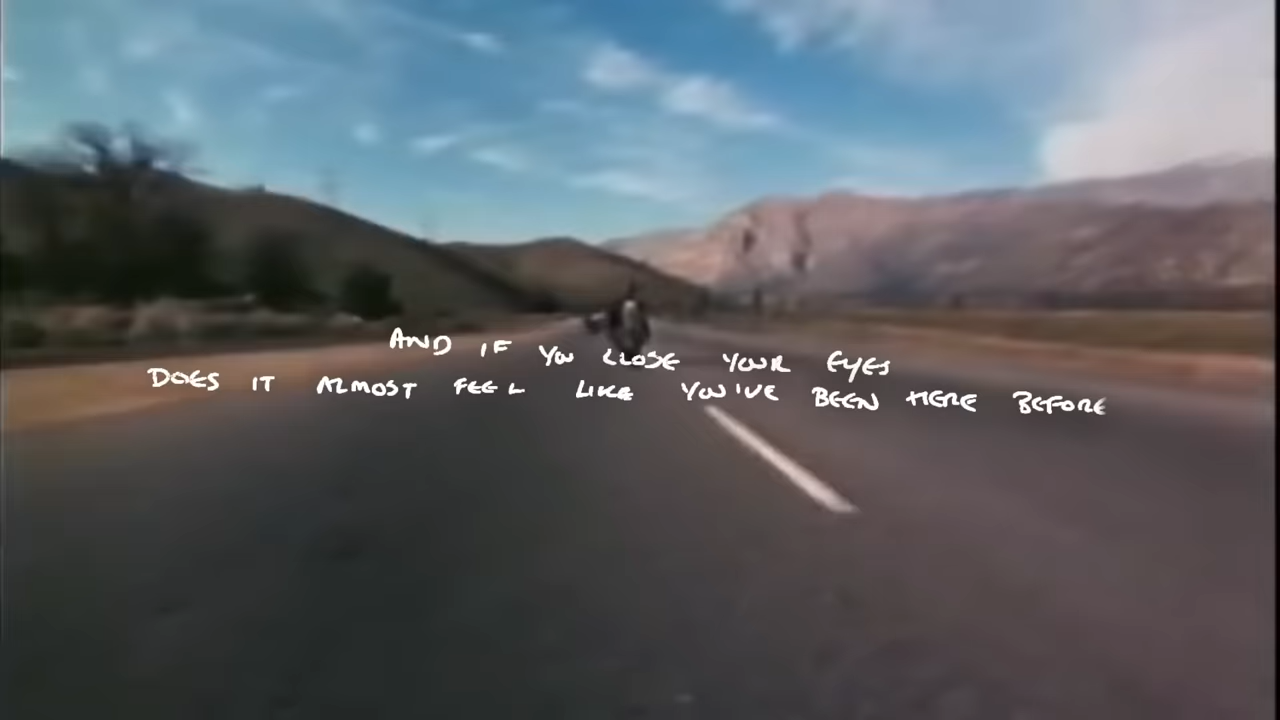 AND IF YOU CLOSE YOUR EYES
DOES IT ALMOST FEEL LIKE YOU'VE BEEN HERE BEFORE